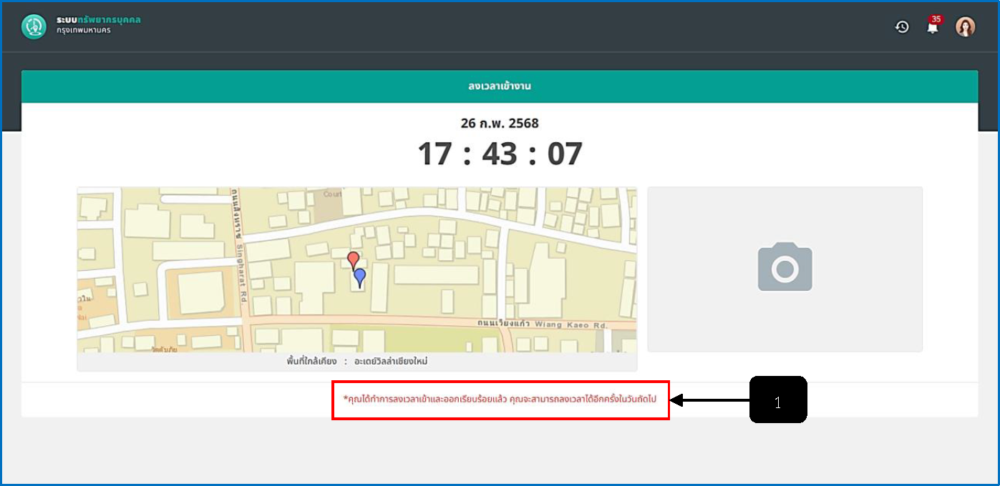 ระบบทรัพยากรบุคคล
กรุงเทพมหานคร
35
ลงเวลาเข้างาน
26 ก.พ. 2568
17 : 43 : 07
Court
ถนนสิงหราช Singharat Rd.
ถนนเวียงแก้ว Wiang Kaeo Rd.
พื้นที่ใกล้เคียง : อะเดย์วิลล่าเชียงใหม่
*คุณได้ทำการลงเวลาเข้าและออกเรียบร้อยแล้ว คุณจะสามารถลงเวลาได้อีกครั้งในวันถัดไป
1